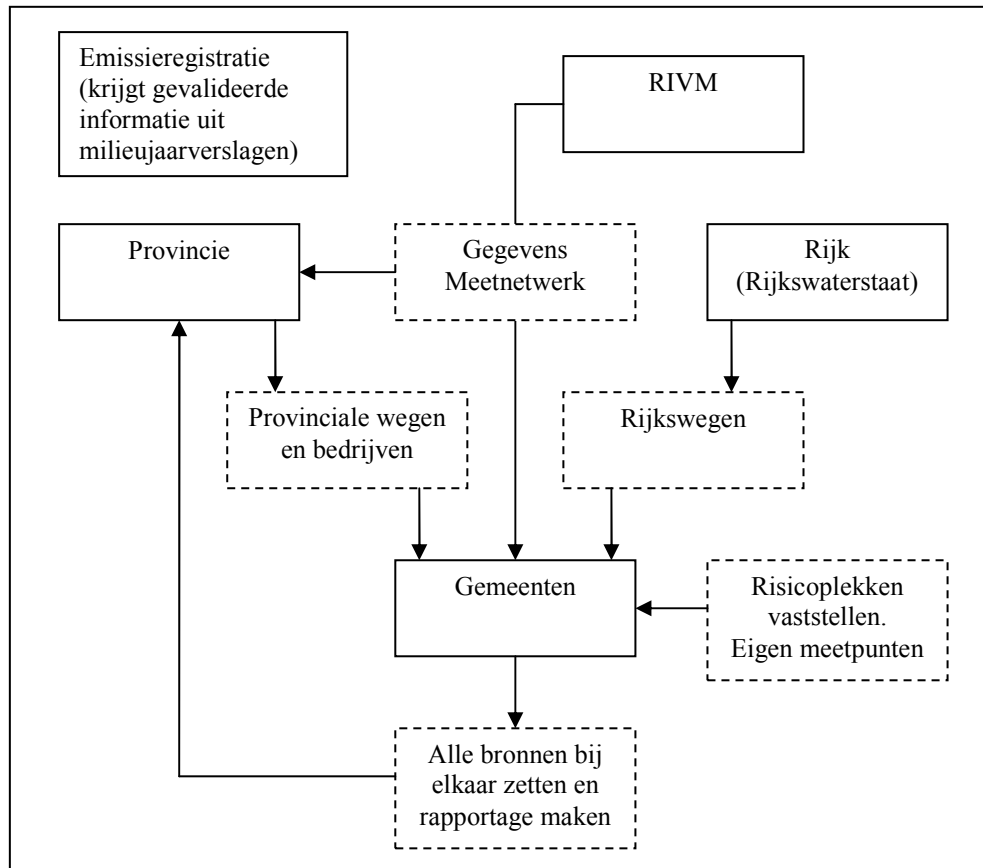 Emissieregistratie
(krijgt gevalideerde
informatie uit
milieujaarverslagen)
RIVM
Provincie
Gegevens
Meetnetwerk
Rijk
(Rijkswaterstaat)
Provinciale wegen
en bedrijven
Rijkswegen
Gemeenten
Risicoplekken
vaststellen.
Eigen meetpunten
Alle bronnen bij
elkaar zetten en
rapportage maken